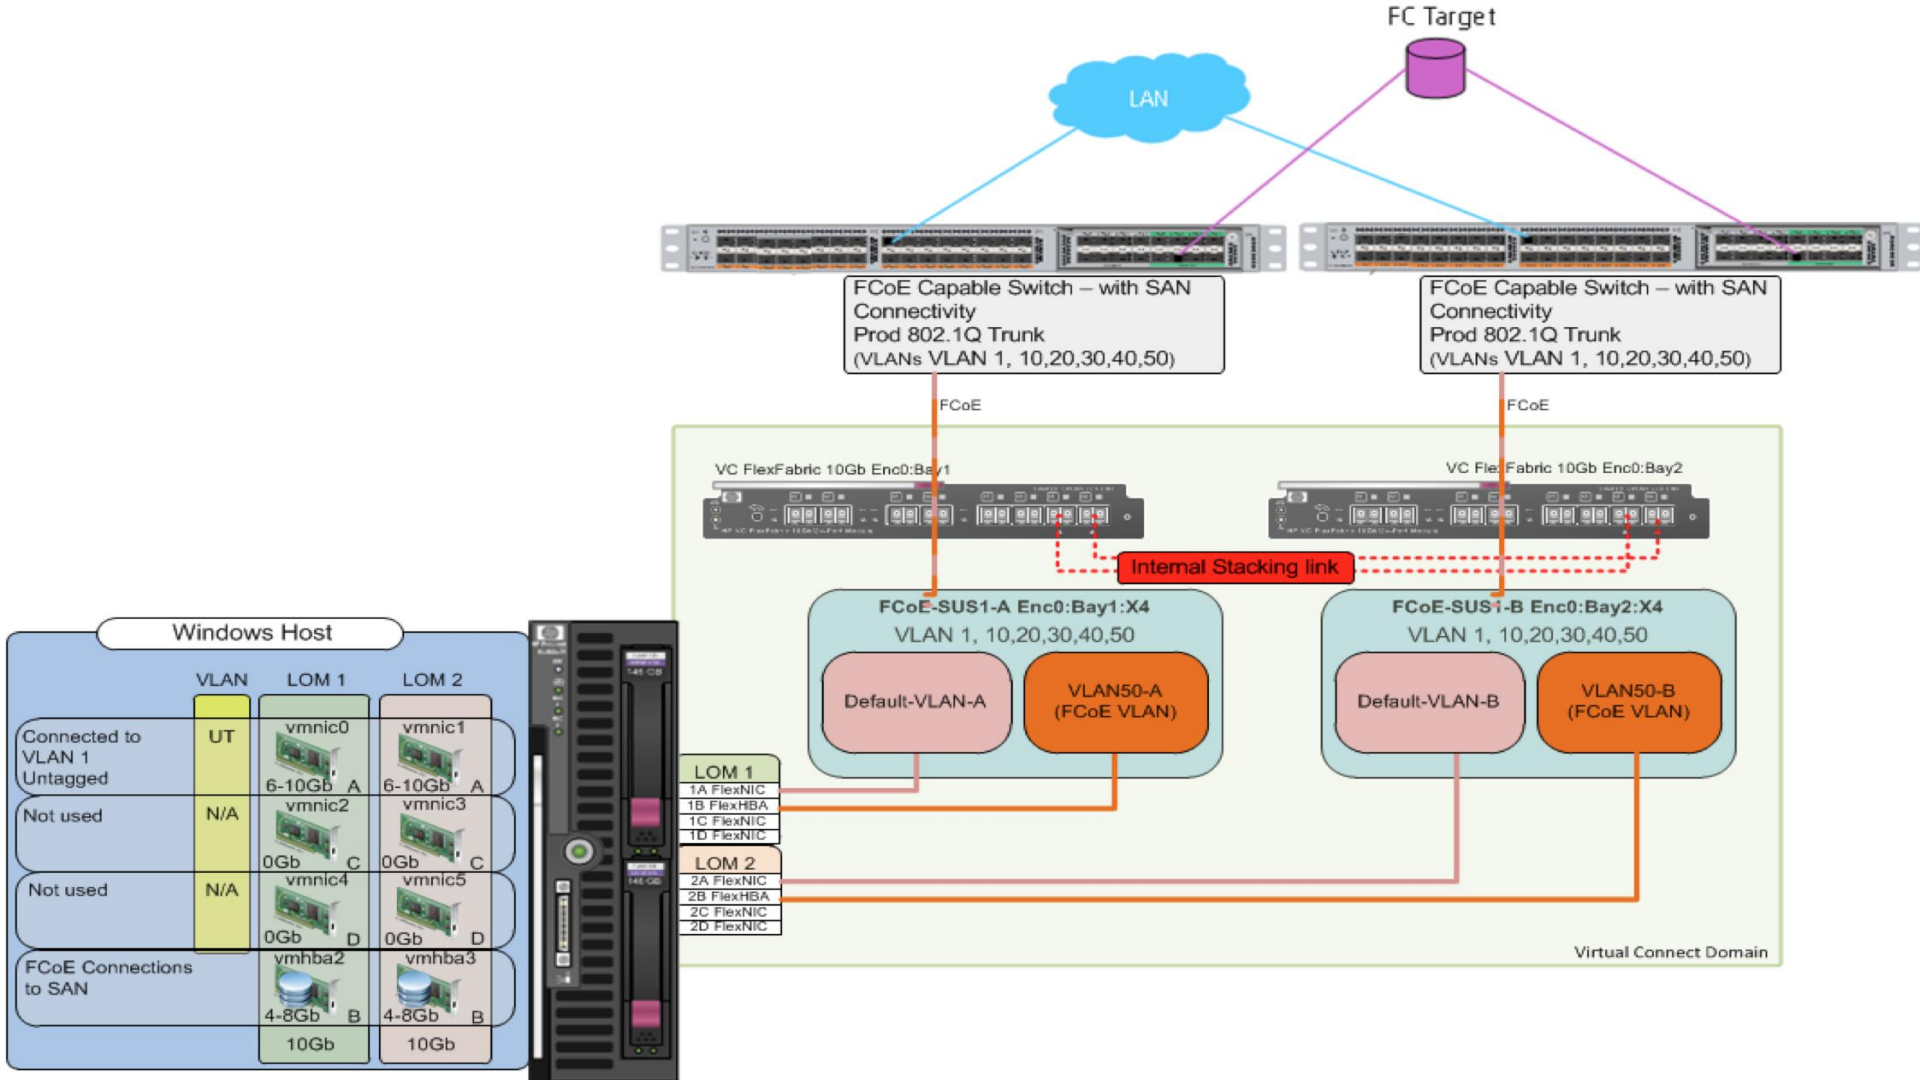 FC Target
LAN
FCoE Capable Switch – with SAN
Connectivity
Prod 802.1Q Trunk
(VLANs VLAN 1, 10,20,30,40,50)
FCoE Capable Switch – with SAN
Connectivity
Prod 802.1Q Trunk
(VLANs VLAN 1, 10,20,30,40,50)
FCoE
FCoE
VC FlexFabric 10Gb Enc0:Bay1
VC FlexFabric 10Gb Enc0:Bay2
Internal Stacking link
FCoE-SUS1-A Enc0:Bay1:X4
VLAN 1, 10,20,30,40,50
Default-VLAN-A
VLAN50-A
(FCoE VLAN)
FCoE-SUS1-B Enc0:Bay2:X4
VLAN 1, 10,20,30,40,50
Default-VLAN-B
VLAN50-B
(FCoE VLAN)
Windows Host
VLAN LOM 1 LOM 2
Connected to
VLAN 1
Untagged
UT
vmnic0
6-10Gb A
vmnic1
6-10Gb A
Not used
N/A
vmnic2
0Gb C
vmnic3
0Gb C
Not used
N/A
vmnic4
0Gb D
vmnic5
0Gb D
FCoE Connections
to SAN
vmhba2
4-8Gb B
vmhba3
4-8Gb B
10Gb
10Gb
146 GB
146 GB
LOM 1
1A FlexNIC
1B FlexHBA
1C FlexNIC
1D FlexNIC
LOM 2
2A FlexNIC
2B FlexHBA
2C FlexNIC
2D FlexNIC
Virtual Connect Domain